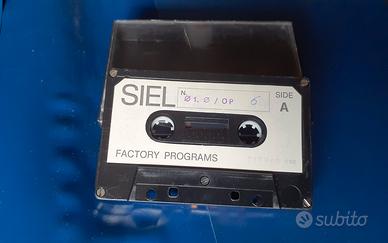 SIEL
N.
Ø1.Ø / OP 6
SIDE
A
FACTORY PROGRAMS
subito